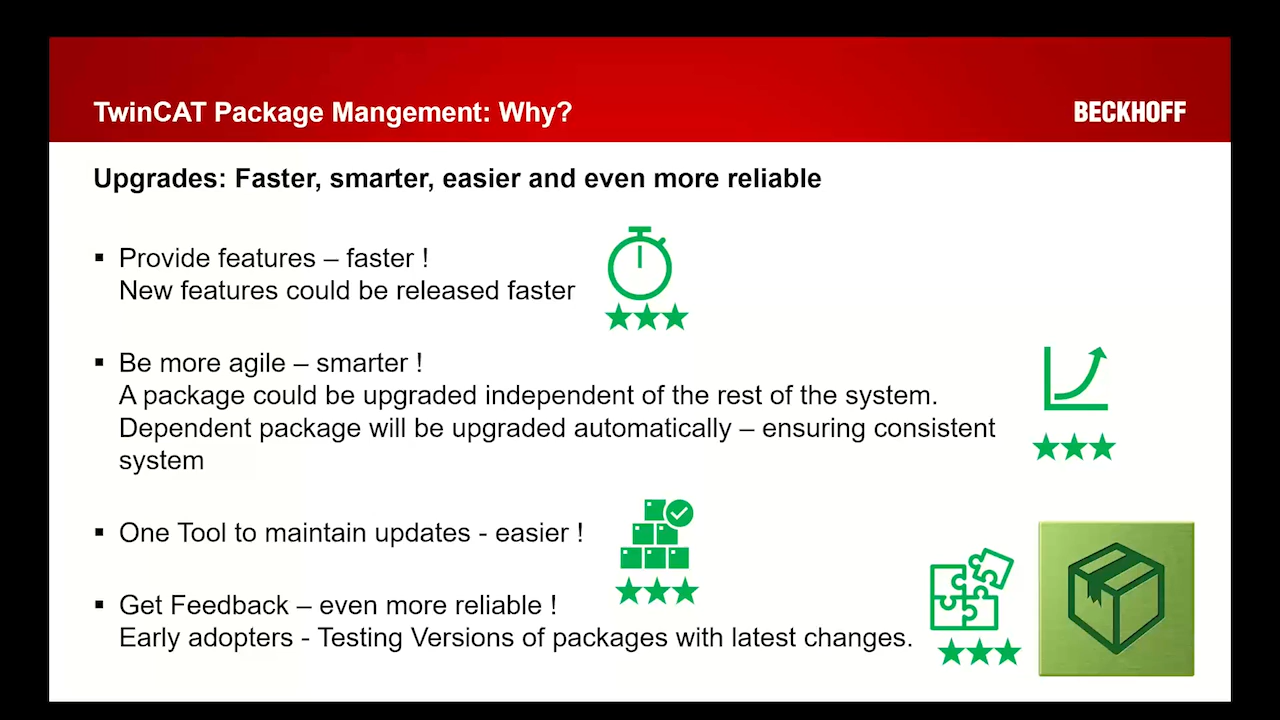 TwinCAT Package Mangement: Why?
BECKHOFF
Upgrades: Faster, smarter, easier and even more reliable
▪ Provide features – faster !
New features could be released faster
▪ Be more agile – smarter !
A package could be upgraded independent of the rest of the system.
Dependent package will be upgraded automatically – ensuring consistent
system
▪ One Tool to maintain updates - easier !
▪ Get Feedback – even more reliable !
Early adopters - Testing Versions of packages with latest changes.